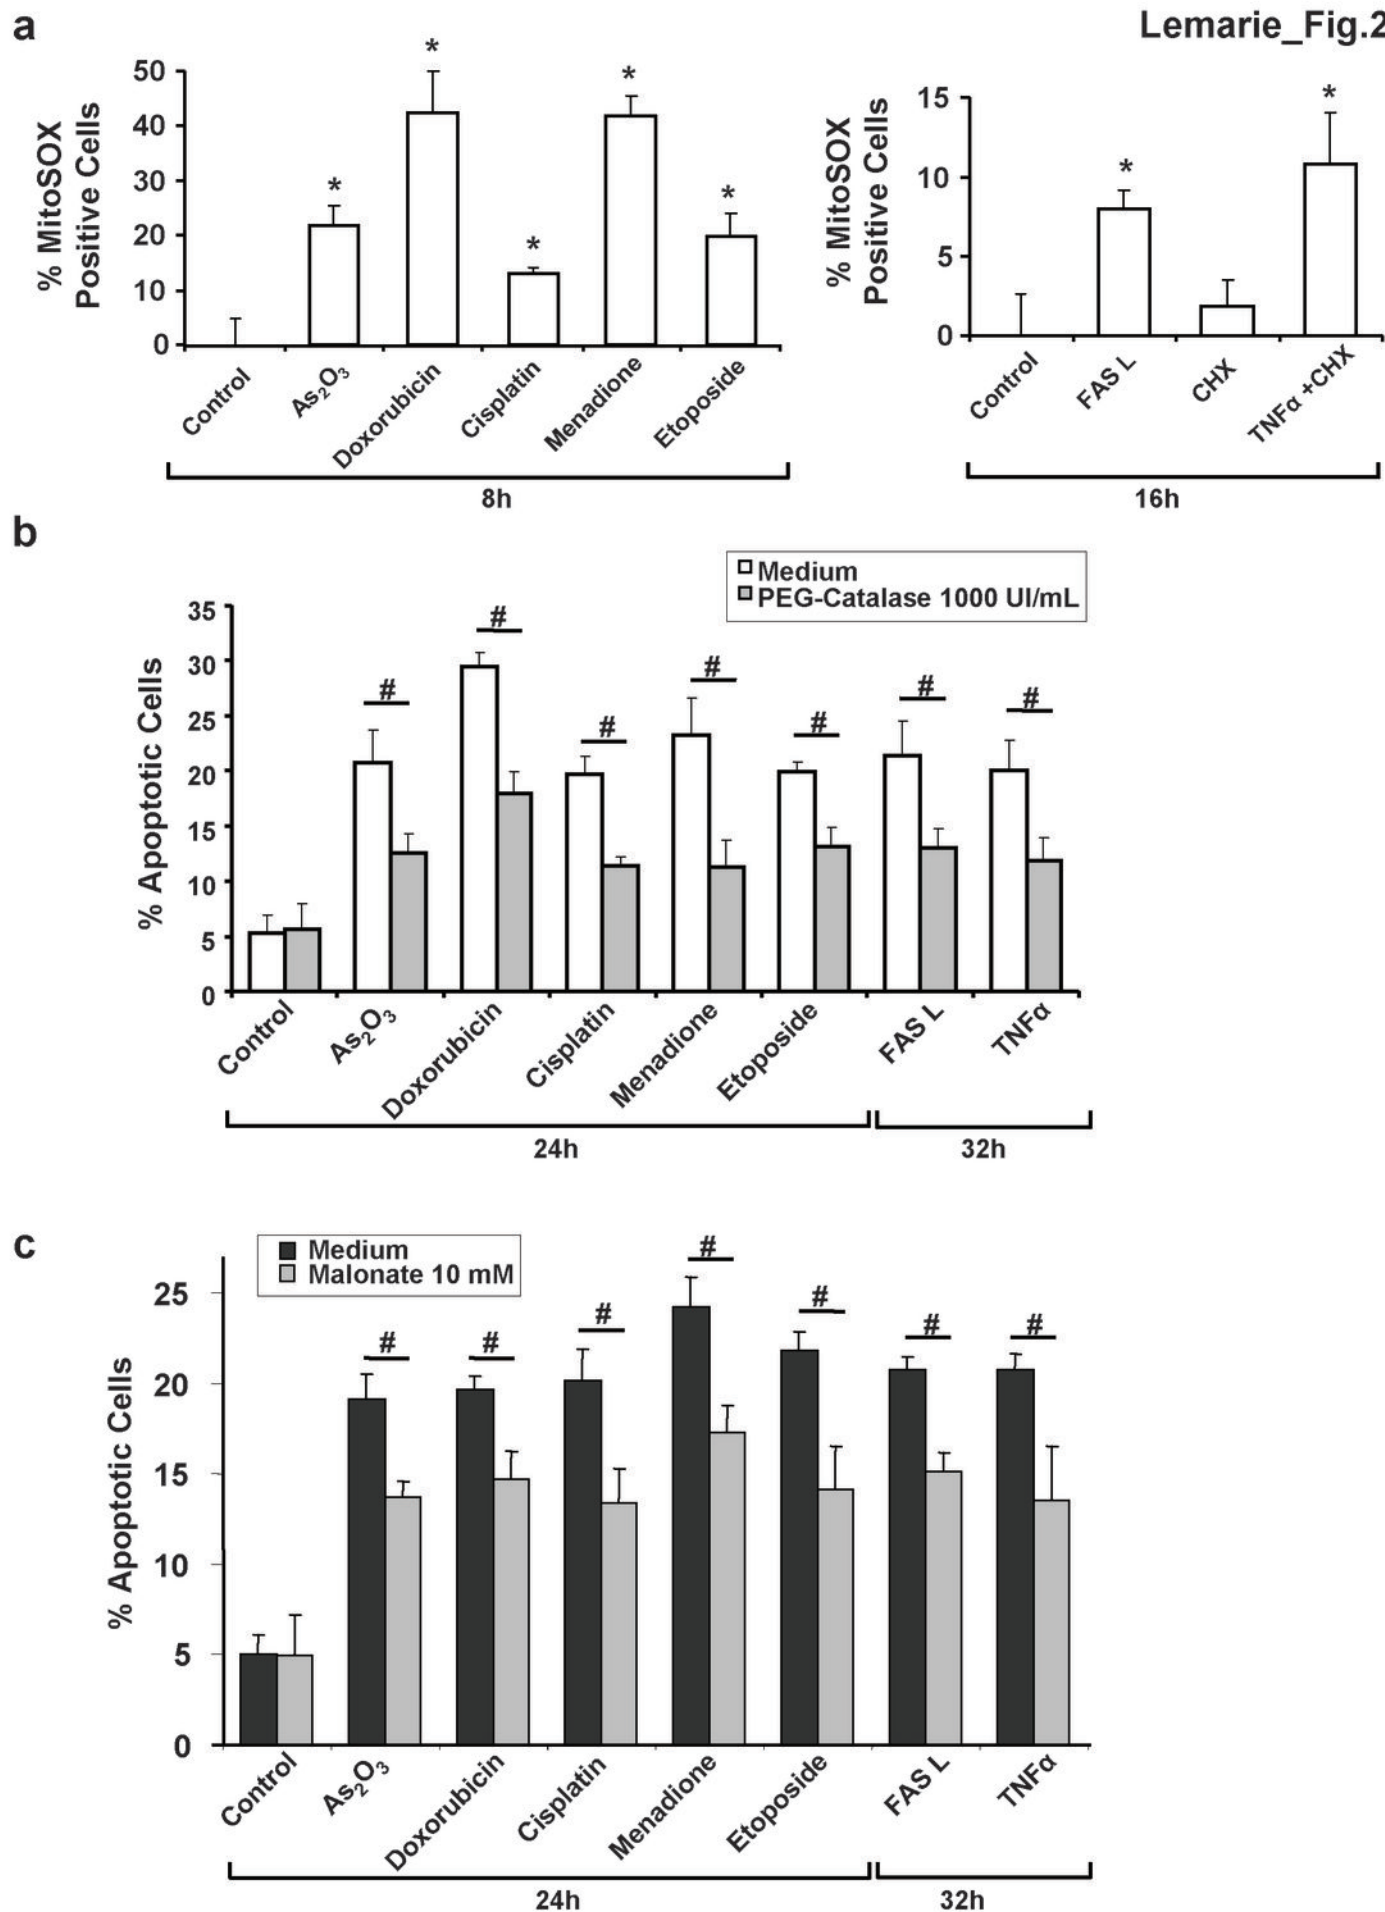 a
Lemarie_Fig.2
% MitoSOX
Positive Cells
50
40
30
20
10
0
*
*
*
*
*
Control
As₂O₃
Doxorubicin
Cisplatin
Menadione
Etoposide
8h
% MitoSOX
Positive Cells
15
10
5
0
*
*
Control
FAS L
CHX
TNFα +CHX
16h
b
Medium
PEG-Catalase 1000 UI/mL
% Apoptotic Cells
35
30
25
20
15
10
5
0
#
#
#
#
#
#
#
Control
As₂O₃
Doxorubicin
Cisplatin
Menadione
Etoposide
FAS L
TNFα
24h
32h
c
Medium
Malonate 10 mM
% Apoptotic Cells
25
20
15
10
5
0
#
#
#
#
#
#
#
Control
As₂O₃
Doxorubicin
Cisplatin
Menadione
Etoposide
FAS L
TNFα
24h
32h